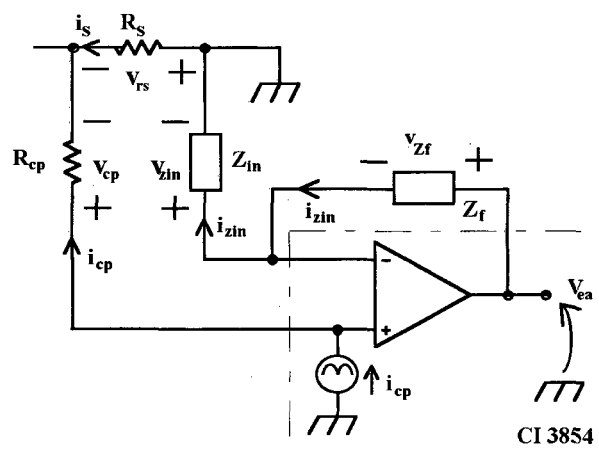 i_s R_s
− v_rs +
R_cp − v_cp +
− v_zin + Z_in
− v_Zf +
i_zin Z_f
i_zin
i_cp
−
+
V_ea
i_cp
CI 3854